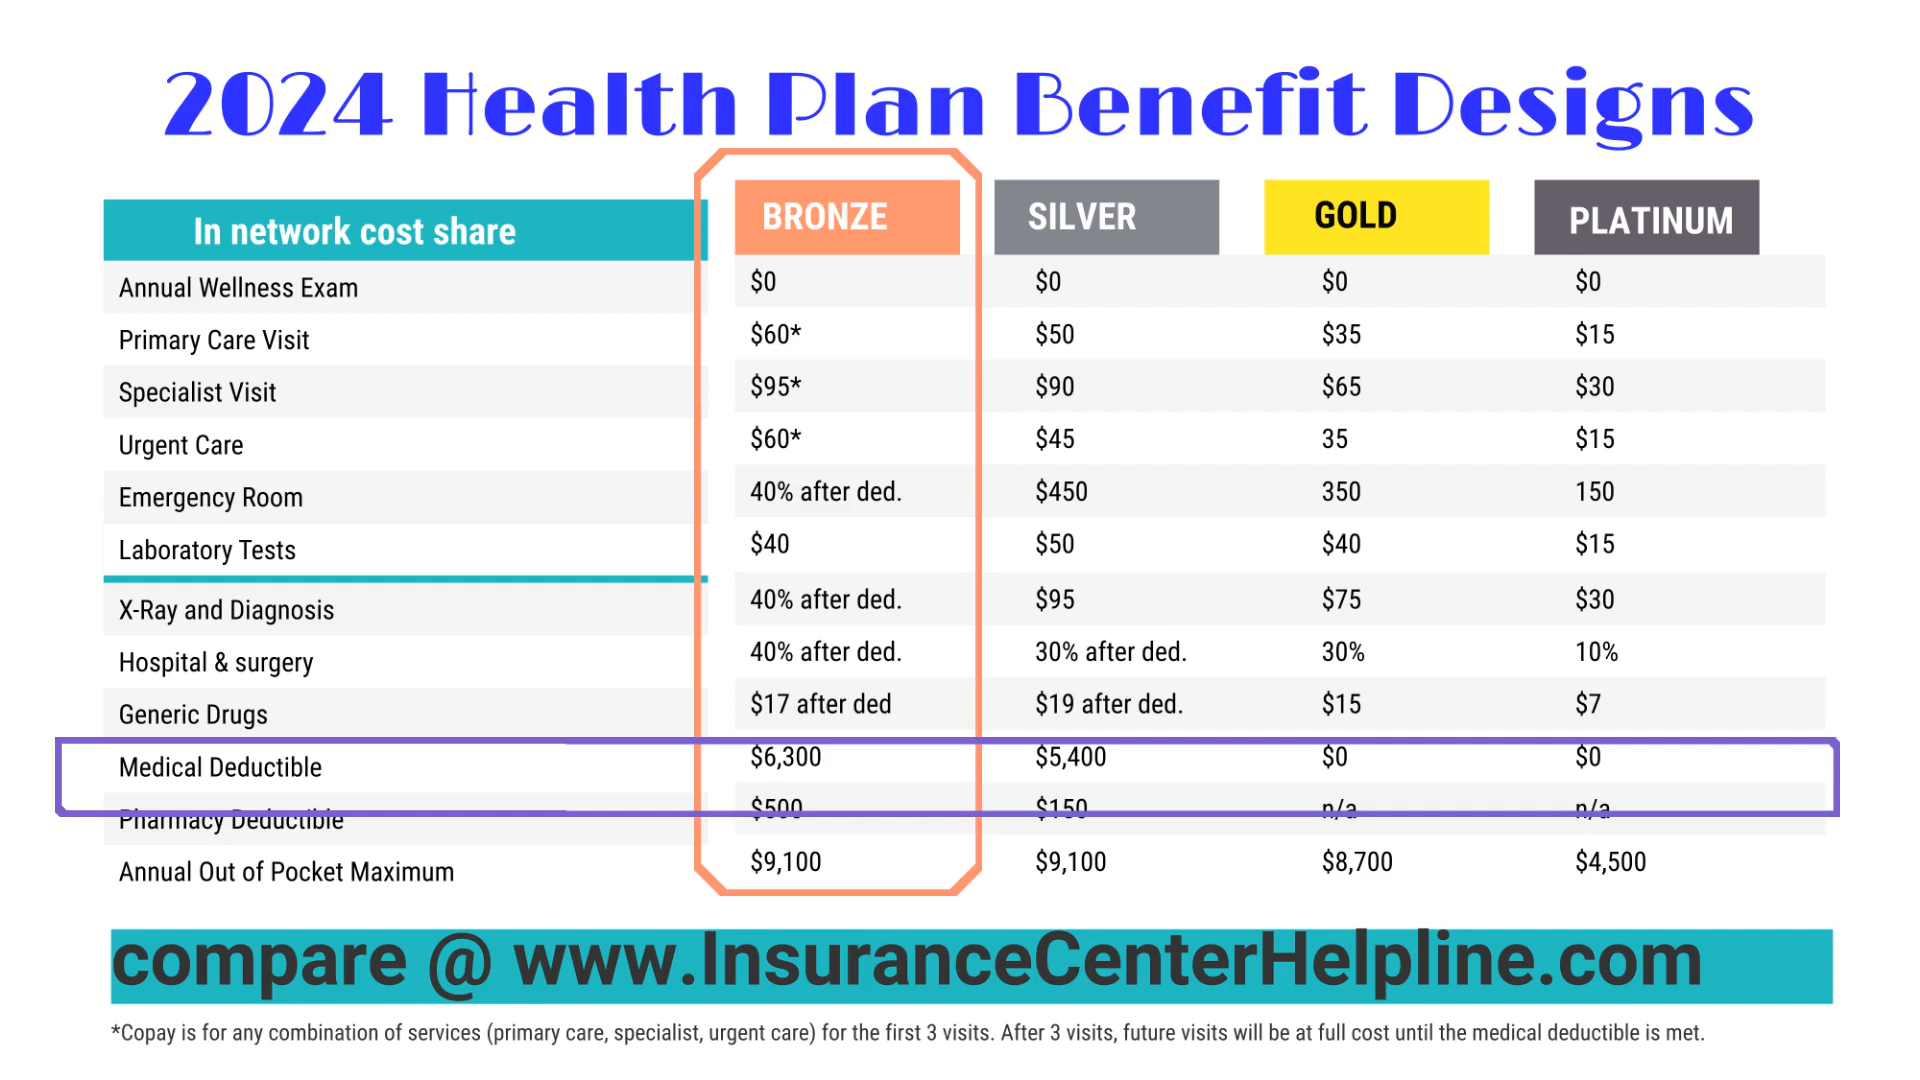 2024 Health Plan Benefit Designs
In network cost share BRONZE SILVER GOLD PLATINUM
Annual Wellness Exam $0 $0 $0 $0
Primary Care Visit $60* $50 $35 $15
Specialist Visit $95* $90 $65 $30
Urgent Care $60* $45 35 $15
Emergency Room 40% after ded. $450 350 150
Laboratory Tests $40 $50 $40 $15
X-Ray and Diagnosis 40% after ded. $95 $75 $30
Hospital & surgery 40% after ded. 30% after ded. 30% 10%
Generic Drugs $17 after ded $19 after ded. $15 $7
Medical Deductible $6,300 $5,400 $0 $0
Pharmacy Deductible $500 $150 n/a n/a
Annual Out of Pocket Maximum $9,100 $9,100 $8,700 $4,500
compare @ www.InsuranceCenterHelpline.com
*Copay is for any combination of services (primary care, specialist, urgent care) for the first 3 visits. After 3 visits, future visits will be at full cost until the medical deductible is met.